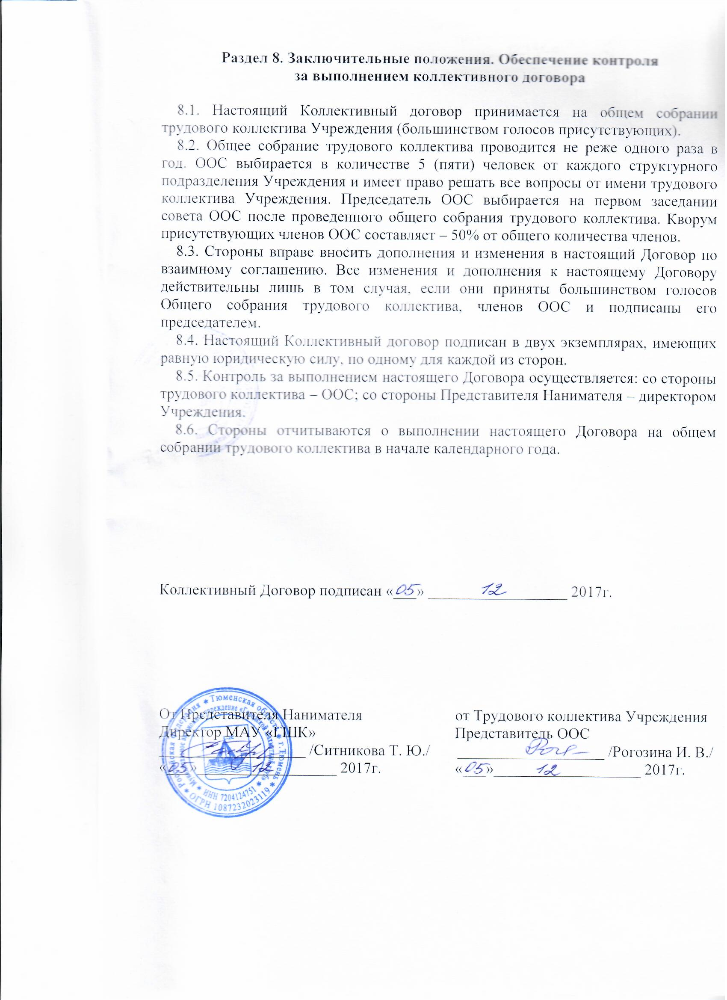 Раздел 8. Заключительные положения. Обеспечение контроля
за выполнением коллективного договора
8.1. Настоящий Коллективный договор принимается на общем собрании
трудового коллектива Учреждения (большинством голосов присутствующих).
8.2. Общее собрание трудового коллектива проводится не реже одного раза в
год. ООС выбирается в количестве 5 (пяти) человек от каждого структурного
подразделения Учреждения и имеет право решать все вопросы от имени трудового
коллектива Учреждения. Председатель ООС выбирается на первом заседании
совета ООС после проведенного общего собрания трудового коллектива. Кворум
присутствующих членов ООС составляет – 50% от общего количества членов.
8.3. Стороны вправе вносить дополнения и изменения в настоящий Договор по
взаимному соглашению. Все изменения и дополнения к настоящему Договору
действительны лишь в том случая, если они приняты большинством голосов
Общего собрания трудового коллектива, членов ООС и подписаны его
председателем.
8.4. Настоящий Коллективный договор подписан в двух экземплярах, имеющих
равную юридическую силу, по одному для каждой из сторон.
8.5. Контроль за выполнением настоящего Договора осуществляется: со стороны
трудового коллектива – ООС; со стороны Представителя Нанимателя – директором
Учреждения.
8.6. Стороны отчитываются о выполнении настоящего Договора на общем
собрании трудового коллектива в начале календарного года.
Коллективный Договор подписан «05» 12 2017г.
От Представителя Нанимателя
Директор МАУ «ГШК»
/Ситникова Т. Ю./
«05» 12 2017г.
от Трудового коллектива Учреждения
Представитель ООС
/Рогозина И. В./
«05» 12 2017г.
Российская Федерация * Тюменская область * г.Тюмень *
ОГРН 1087232023119
Муниципальное автономное учреждение «Городской шахматный клуб»
ИНН 7204124751